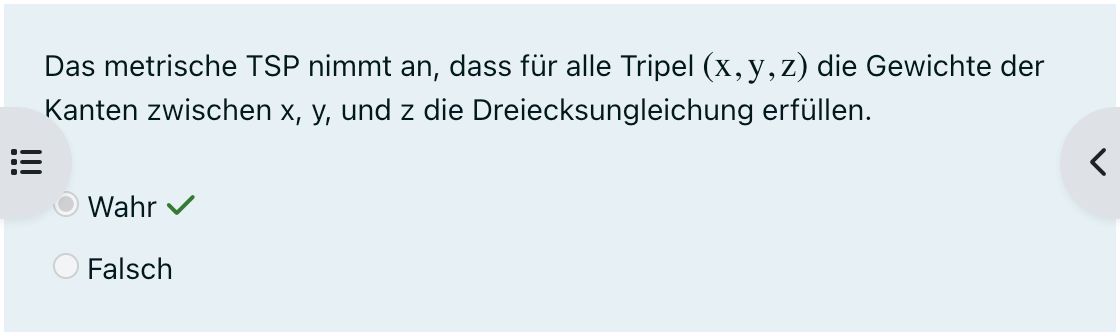 Das metrische TSP nimmt an, dass für alle Tripel (x, y, z) die Gewichte der
Kanten zwischen x, y, und z die Dreiecksungleichung erfüllen.
Wahr
Falsch